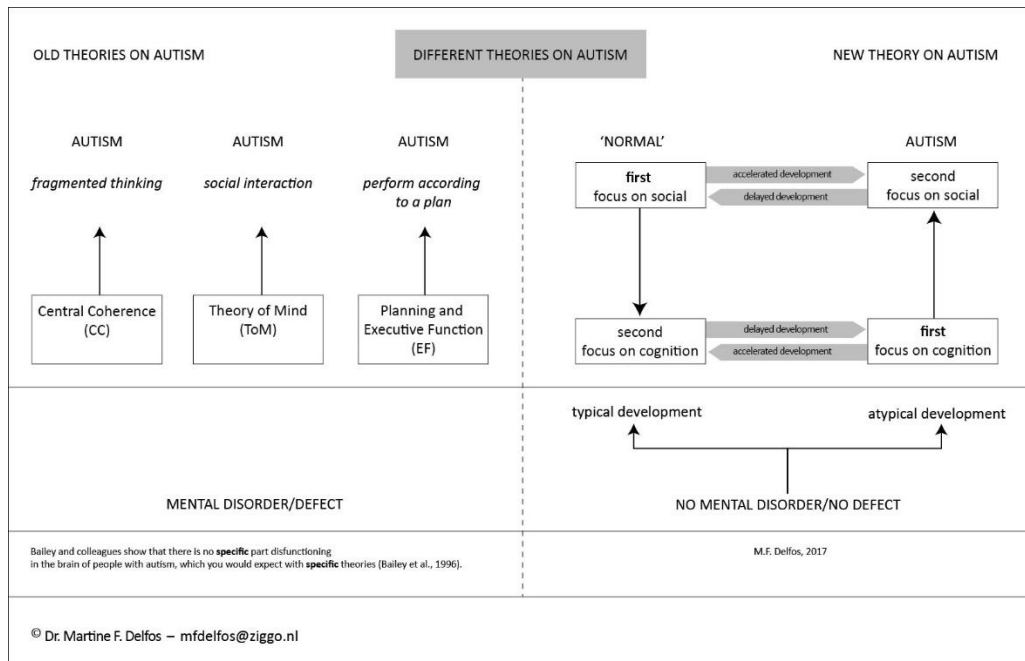 DIFFERENT THEORIES ON AUTISM
OLD THEORIES ON AUTISM
AUTISM
fragmented thinking
Central Coherence
(CC)
AUTISM
social interaction
Theory of Mind
(ToM)
AUTISM
perform according
to a plan
Planning and
Executive Function
(EF)
MENTAL DISORDER/DEFECT
Bailey and colleagues show that there is no specific part disfunctioning
in the brain of people with autism, which you would expect with specific theories (Bailey et al., 1996).
NEW THEORY ON AUTISM
‘NORMAL’
first
focus on social
accelerated development
delayed development
AUTISM
second
focus on social
second
focus on cognition
delayed development
accelerated development
first
focus on cognition
typical development
atypical development
NO MENTAL DISORDER/NO DEFECT
M.F. Delfos, 2017
© Dr. Martine F. Delfos – mfdelfos@ziggo.nl